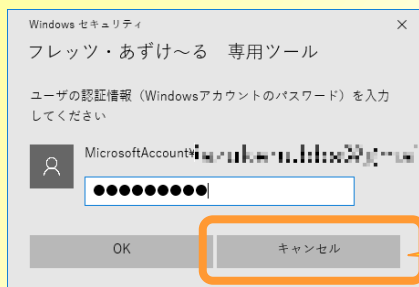 Windows セキュリティ
フレッツ・あずけ～る　専用ツール
ユーザの認証情報（Windowsアカウントのパスワード）を入力
してください
MicrosoftAccount¥
●●●●●●●●●
OK
キャンセル